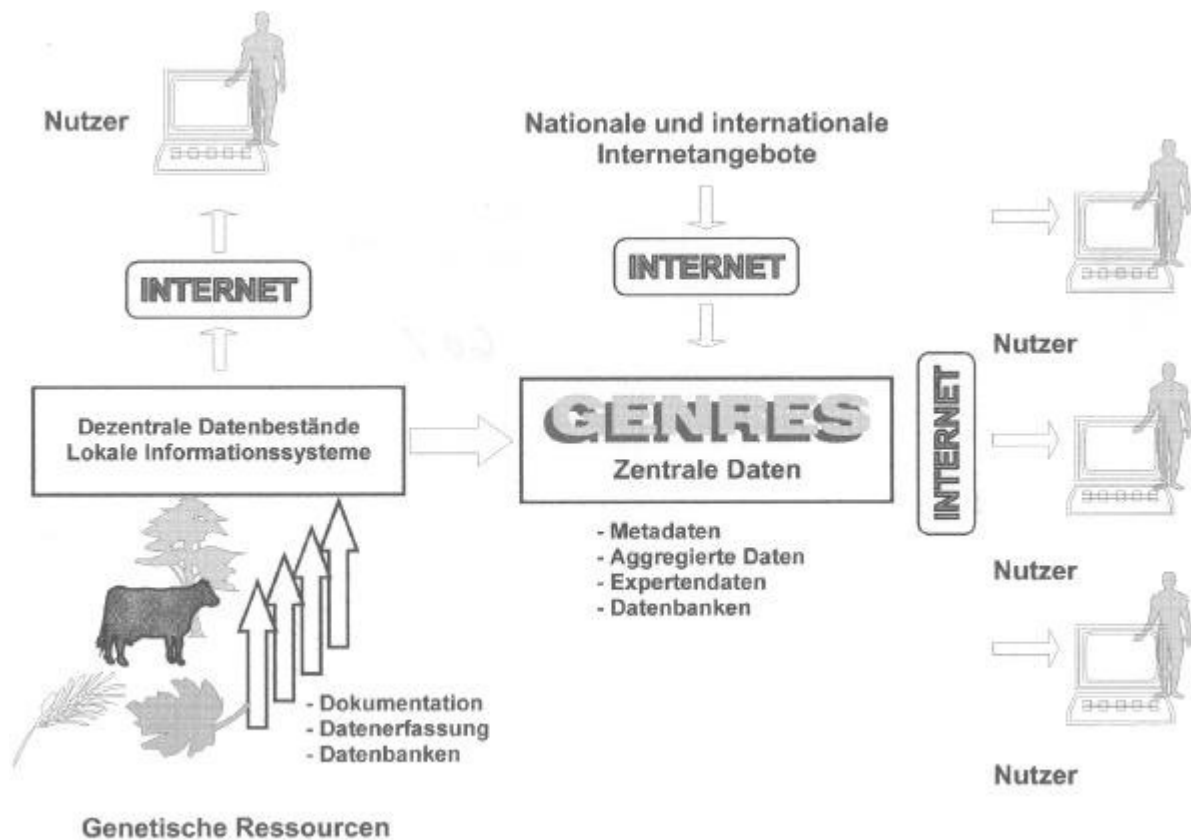 Nutzer
Nationale und internationale
Internetangebote
INTERNET
INTERNET
Nutzer
Dezentrale Datenbestände
Lokale Informationssysteme
GENRES
Zentrale Daten
INTERNET
- Metadaten
- Aggregierte Daten
- Expertendaten
- Datenbanken
Nutzer
- Dokumentation
- Datenerfassung
- Datenbanken
Nutzer
Genetische Ressourcen